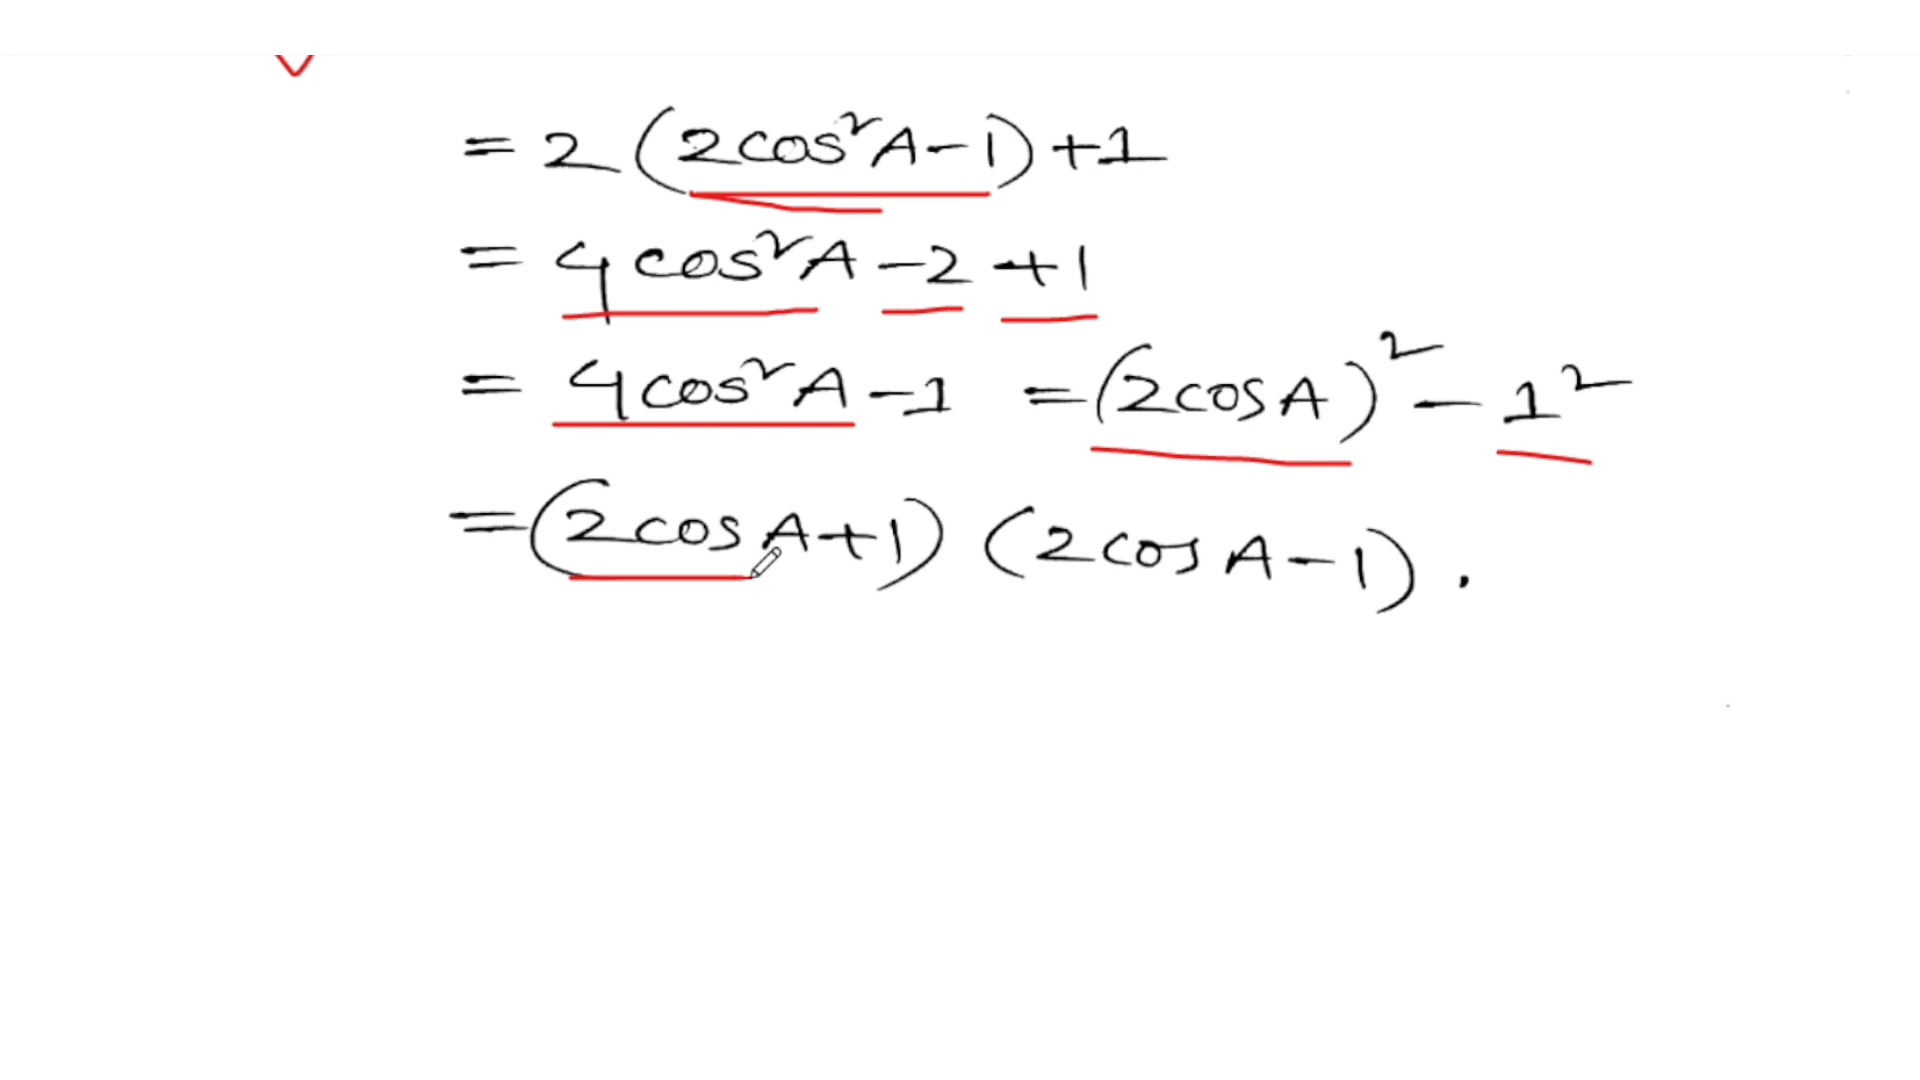 = 2 (2cos²A-1) +1
= 4cos²A -2 +1
= 4cos²A -1 = (2cosA)² - 1²
= (2cosA+1) (2cosA-1).